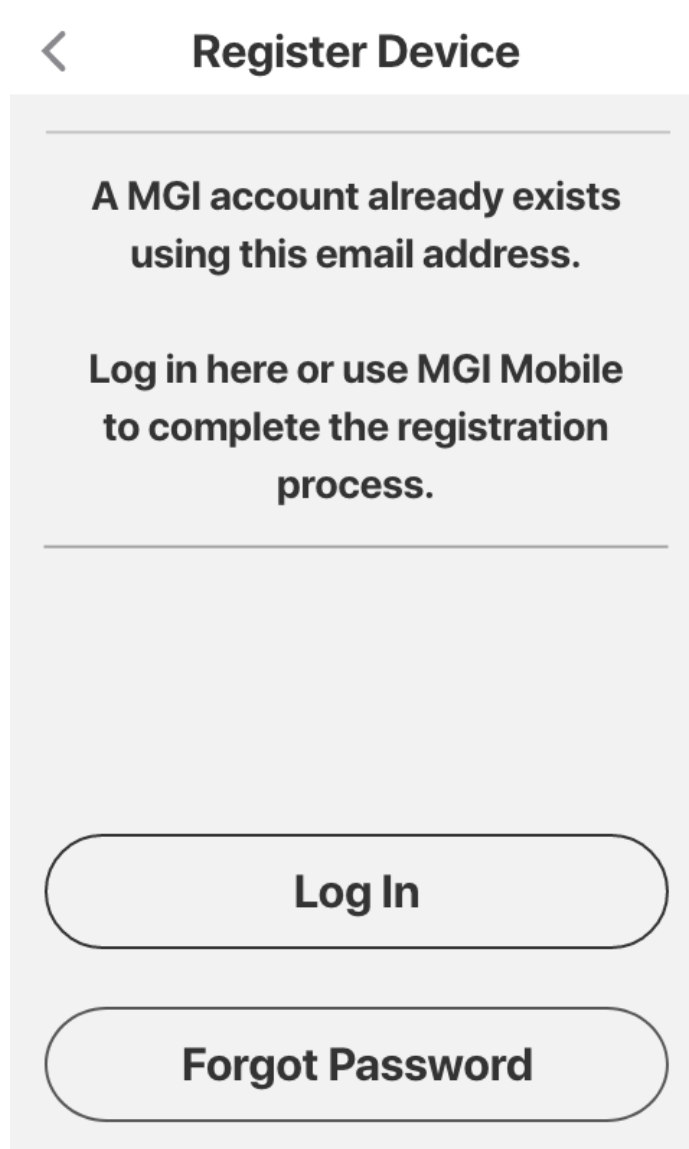 Register Device
A MGI account already exists
using this email address.
Log in here or use MGI Mobile
to complete the registration
process.
Log In
Forgot Password